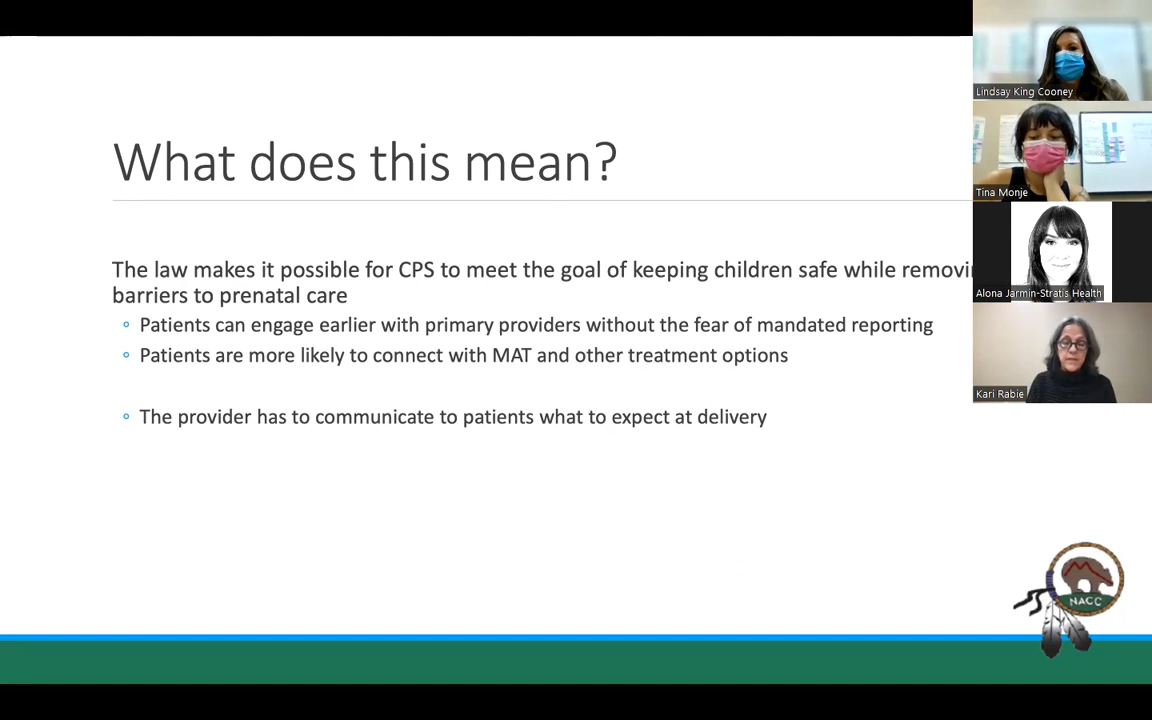 What does this mean?
The law makes it possible for CPS to meet the goal of keeping children safe while
barriers to prenatal care
◦ Patients can engage earlier with primary providers without the fear of mandated reporting
◦ Patients are more likely to connect with MAT and other treatment options
◦ The provider has to communicate to patients what to expect at delivery
Lindsay King Cooney
Tina Monje
Alona Jarmin-Stratis Health
Kari Rabie
NACC